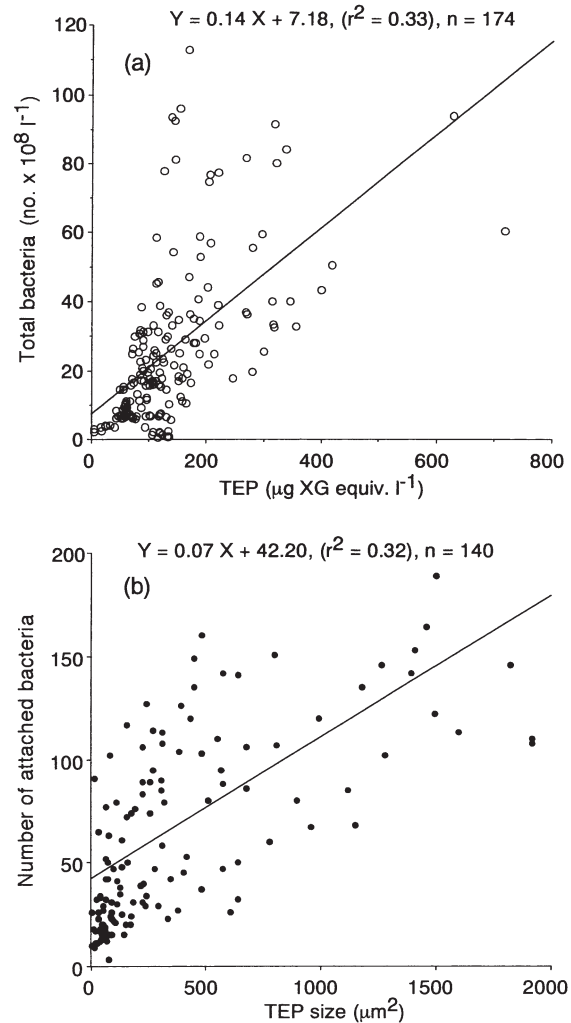 Y = 0.14 X + 7.18, (r² = 0.33), n = 174
(a)
Total bacteria (no. x 10⁸ l⁻¹)
120
100
80
60
40
20
0
0 200 400 600 800
TEP (μg XG equiv. l⁻¹)
Y = 0.07 X + 42.20, (r² = 0.32), n = 140
(b)
Number of attached bacteria
200
150
100
50
0
0 500 1000 1500 2000
TEP size (μm²)